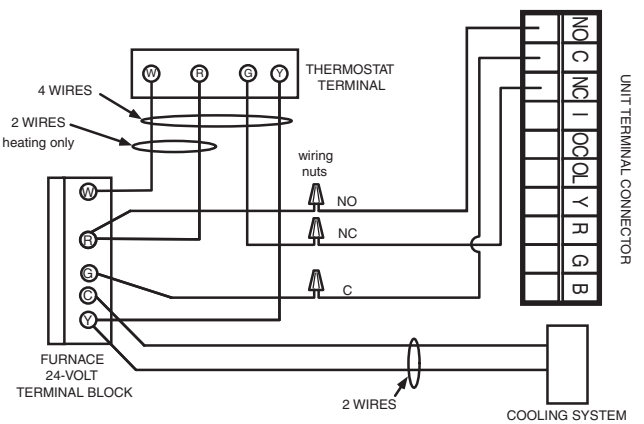 W R G Y
THERMOSTAT
TERMINAL
4 WIRES
2 WIRES
heating only
wiring
nuts
NO
NC
C
W
R
G
C
Y
FURNACE
24-VOLT
TERMINAL BLOCK
2 WIRES
COOLING SYSTEM
NO
C
NC
I
OC
OL
Y
R
G
B
UNIT TERMINAL CONNECTOR